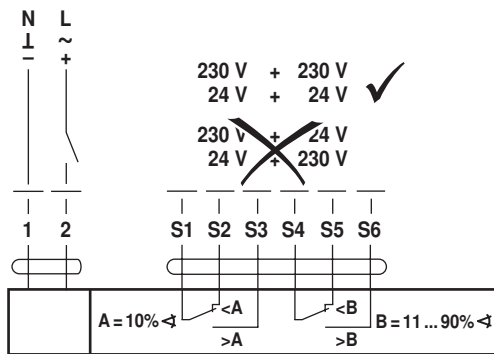 N L
⊥ ~
– +
230 V + 230 V
24 V + 24 V
230 V + 24 V
24 V + 230 V
1 2 S1 S2 S3 S4 S5 S6
A = 10% ∢ <A <B B = 11 ... 90% ∢
>A >B